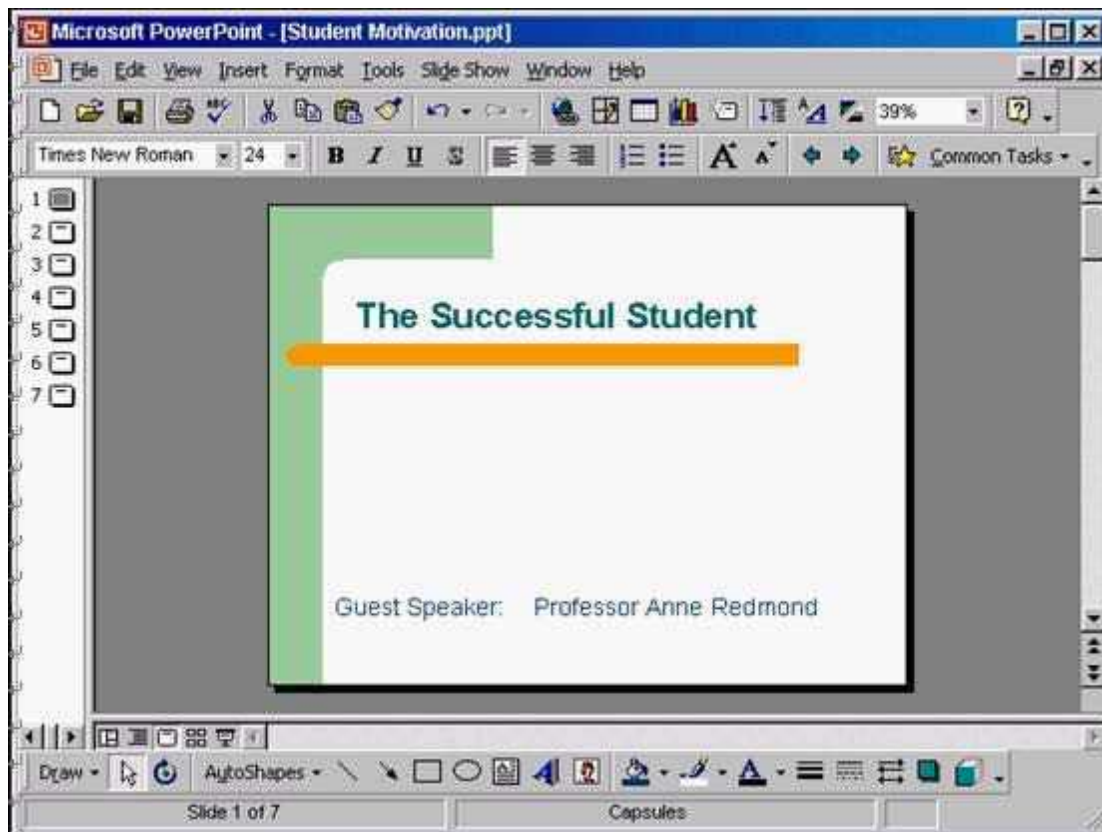 Microsoft PowerPoint - [Student Motivation.ppt]
File Edit View Insert Format Tools Slide Show Window Help
ABC 39%
Times New Roman 24 B I U S A A Common Tasks
1
2
3
4
5
6
7
The Successful Student
Guest Speaker: Professor Anne Redmond
Draw AutoShapes
Slide 1 of 7 Capsules